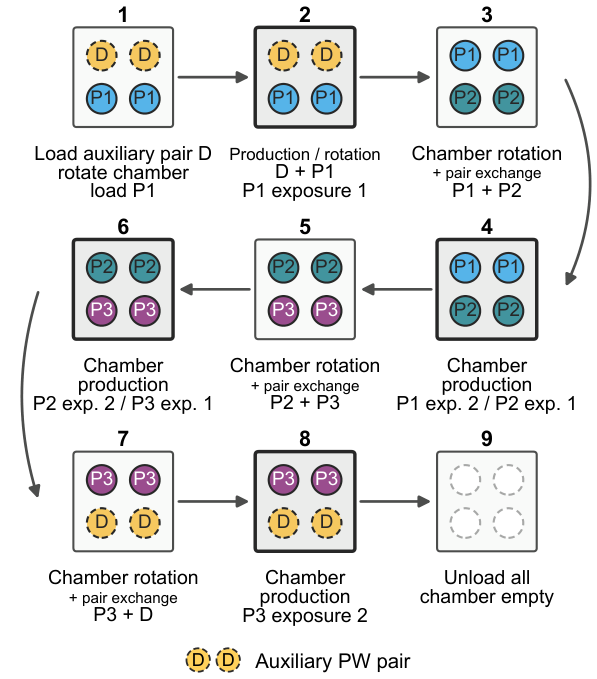 1
2
3
D D
D D
P1 P1
P1 P1
P1 P1
P2 P2
Load auxiliary pair D
rotate chamber
load P1
Production / rotation
D + P1
P1 exposure 1
Chamber rotation
+ pair exchange
P1 + P2
6
5
4
P2 P2
P3 P3
P2 P2
P3 P3
P1 P1
P2 P2
Chamber
production
P2 exp. 2 / P3 exp. 1
Chamber rotation
+ pair exchange
P2 + P3
Chamber
production
P1 exp. 2 / P2 exp. 1
7
8
9
P3 P3
D D
P3 P3
D D
Chamber rotation
+ pair exchange
P3 + D
Chamber
production
P3 exposure 2
Unload all
chamber empty
D D Auxiliary PW pair